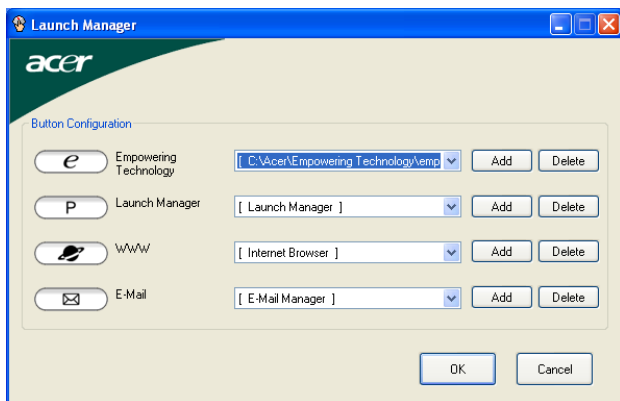 Launch Manager
acer
Button Configuration
e
Empowering
Technology
[ C:\Acer\Empowering Technology\emp
Add
Delete
P
Launch Manager
[ Launch Manager ]
Add
Delete
WWW
[ Internet Browser ]
Add
Delete
E-Mail
[ E-Mail Manager ]
Add
Delete
OK
Cancel